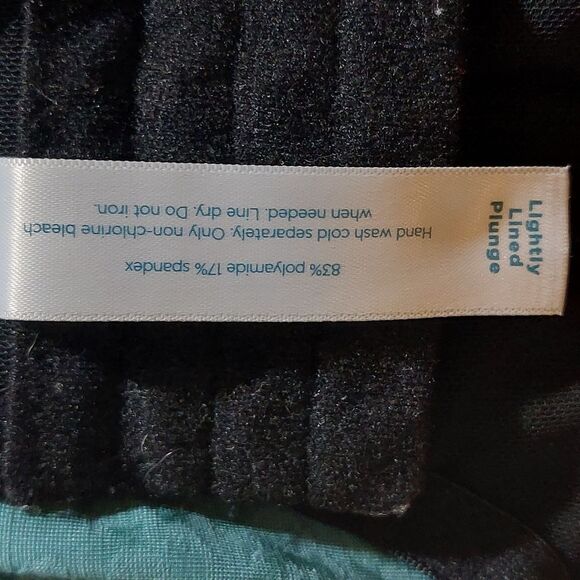 Lightly
Lined
Plunge
83% polyamide 17% spandex
Hand wash cold separately. Only non-chlorine bleach
when needed. Line dry. Do not iron.